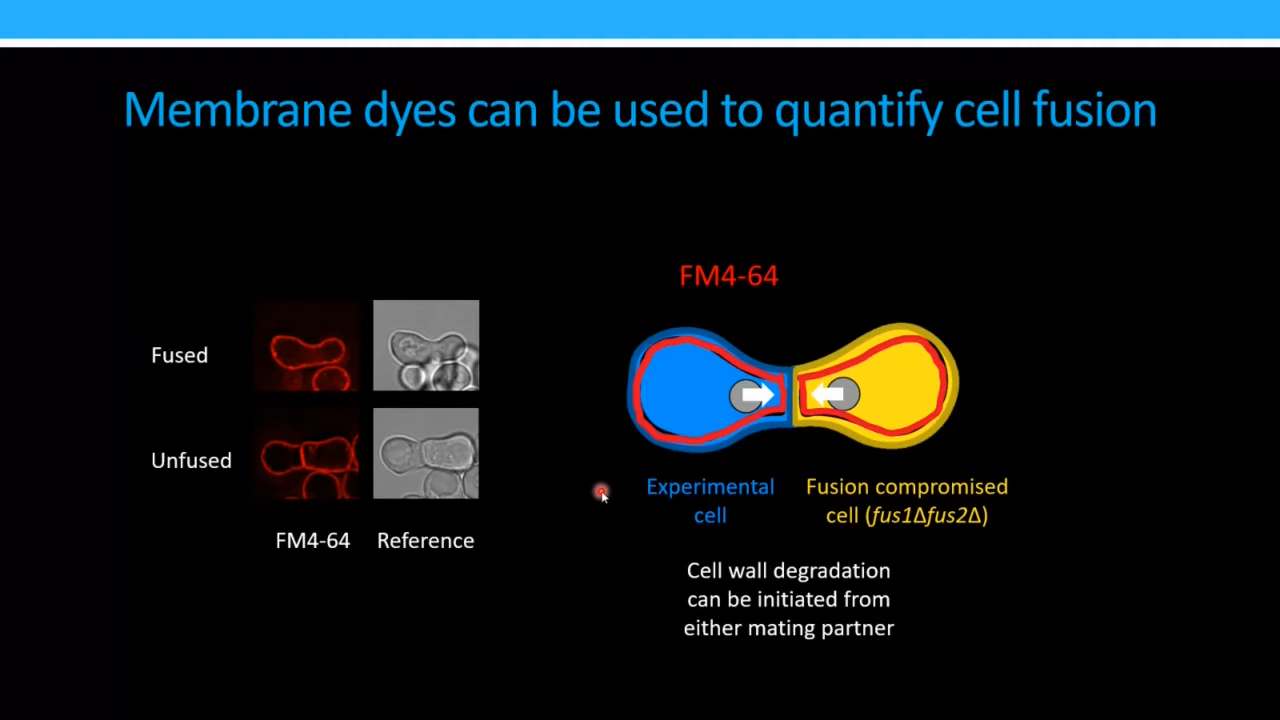 Membrane dyes can be used to quantify cell fusion
FM4-64
Fused
Unfused
FM4-64 Reference
Experimental
cell
Fusion compromised
cell (fus1Δfus2Δ)
Cell wall degradation
can be initiated from
either mating partner